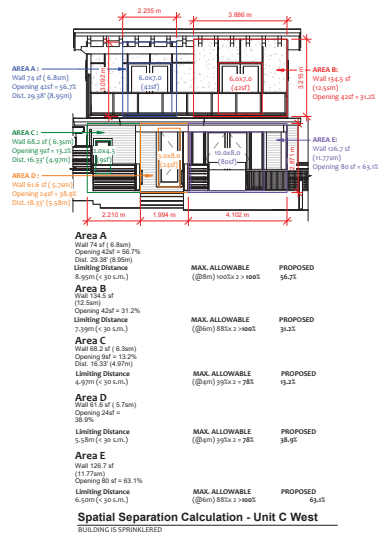 2.235 m
3.886 m
3.092 m
3.215 m
AREA A :
Wall 74 sf ( 6.8sm)
Opening 42sf = 56.7%
Dist. 29.38' (8.95m)
6.0x7.0
(42sf)
6.0x7.0
(42sf)
AREA B:
Wall 134.5 sf
(12.5sm)
Opening 42sf = 31.2%
AREA C :
Wall 68.2 sf ( 6.3sm)
Opening 9sf = 13.2%
Dist. 16.33' (4.97m)
AREA D :
Wall 61.6 sf ( 5.7sm)
Opening 24sf = 38.9%
Dist. 18.33' (5.58m)
2.0x4.5
(9sf)
3.0x8.0
(24sf)
10.0x8.0
(80sf)
AREA E:
Wall 126.7 sf
(11.77sm)
Opening 80 sf = 63.1%
2.210 m
1.994 m
4.102 m
Area A
Wall 74 sf ( 6.8sm)
Opening 42sf = 56.7%
Dist. 29.38' (8.95m)
Limiting Distance MAX. ALLOWABLE PROPOSED
8.95m (< 30 s.m.) (@8m) 100%x 2 > 100% 56.7%
Area B
Wall 134.5 sf
(12.5sm)
Opening 42sf = 31.2%
Limiting Distance MAX. ALLOWABLE PROPOSED
7.39m (< 30 s.m.) (@6m) 88%x 2 >100% 31.2%
Area C
Wall 68.2 sf ( 6.3sm)
Opening 9sf = 13.2%
Dist. 16.33' (4.97m)
Limiting Distance MAX. ALLOWABLE PROPOSED
4.97m (< 30 s.m.) (@4m) 39%x 2 = 78% 13.2%
Area D
Wall 61.6 sf ( 5.7sm)
Opening 24sf =
38.9%
Limiting Distance MAX. ALLOWABLE PROPOSED
5.58m (< 30 s.m.) (@4m) 39%x 2 = 78% 38.9%
Area E
Wall 126.7 sf
(11.77sm)
Opening 80 sf = 63.1%
Limiting Distance MAX. ALLOWABLE PROPOSED
6.50m (< 30 s.m.) (@6m) 88%x 2 >100% 63.1%
Spatial Separation Calculation - Unit C West
BUILDING IS SPRINKLERED